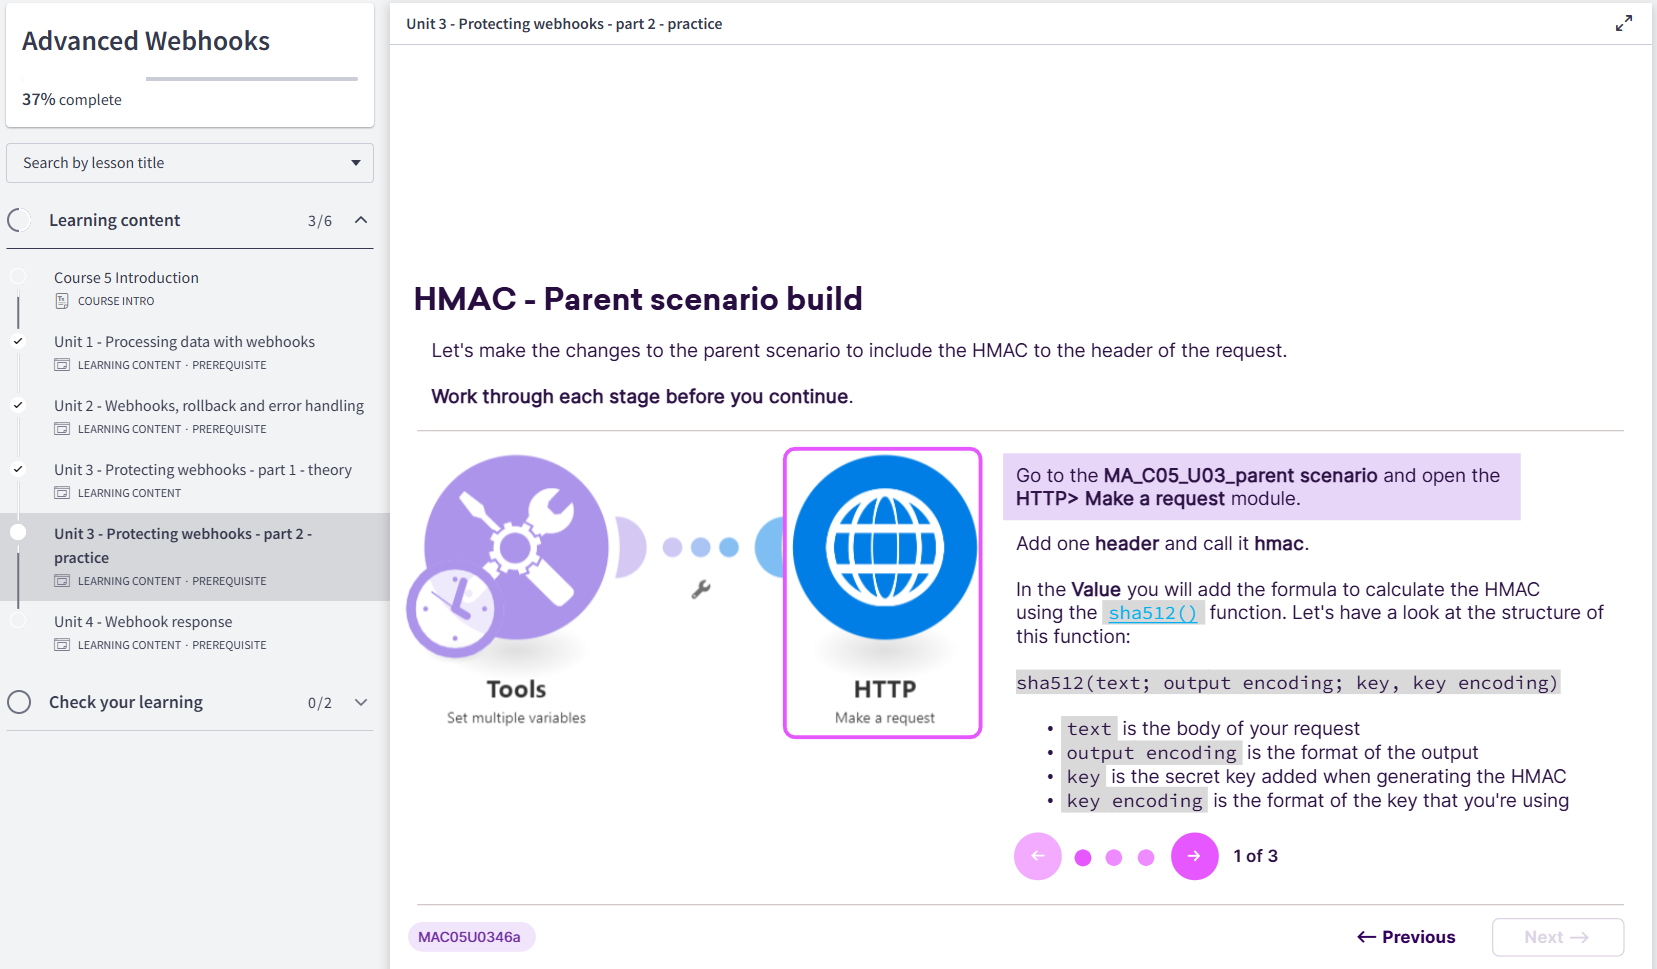 Advanced Webhooks
37% complete
Search by lesson title
Learning content 3/6
Course 5 Introduction
COURSE INTRO
Unit 1 - Processing data with webhooks
LEARNING CONTENT · PREREQUISITE
Unit 2 - Webhooks, rollback and error handling
LEARNING CONTENT · PREREQUISITE
Unit 3 - Protecting webhooks - part 1 - theory
LEARNING CONTENT
Unit 3 - Protecting webhooks - part 2 -
practice
LEARNING CONTENT · PREREQUISITE
Unit 4 - Webhook response
LEARNING CONTENT · PREREQUISITE
Check your learning 0/2
Unit 3 - Protecting webhooks - part 2 - practice
HMAC - Parent scenario build
Let's make the changes to the parent scenario to include the HMAC to the header of the request.
Work through each stage before you continue.
Tools
Set multiple variables
HTTP
Make a request
Go to the MA_C05_U03_parent scenario and open the
HTTP> Make a request module.
Add one header and call it hmac.
In the Value you will add the formula to calculate the HMAC
using the sha512() function. Let's have a look at the structure of
this function:
sha512(text; output encoding; key, key encoding)
• text is the body of your request
• output encoding is the format of the output
• key is the secret key added when generating the HMAC
• key encoding is the format of the key that you're using
← → 1 of 3
MAC05U0346a
← Previous
Next →